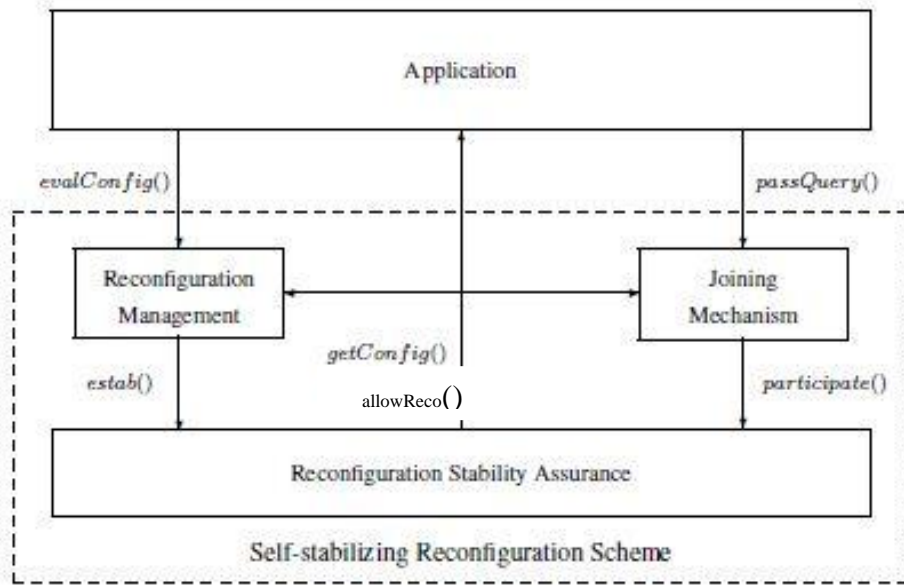 Application
evalConfig()
passQuery()
Reconfiguration
Management
Joining
Mechanism
getConfig()
allowReco()
estab()
participate()
Reconfiguration Stability Assurance
Self-stabilizing Reconfiguration Scheme